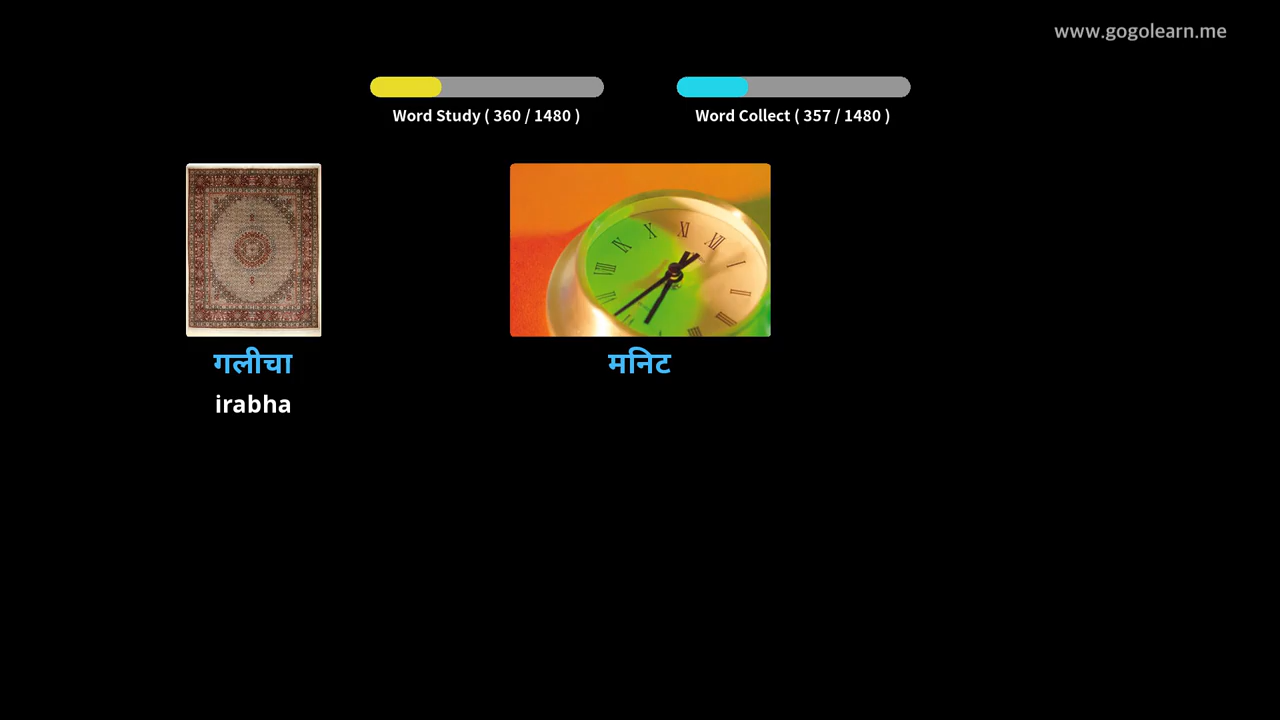 www.gogolearn.me
Word Study ( 360 / 1480 )
Word Collect ( 357 / 1480 )
गलीचा
मनिट
irabha